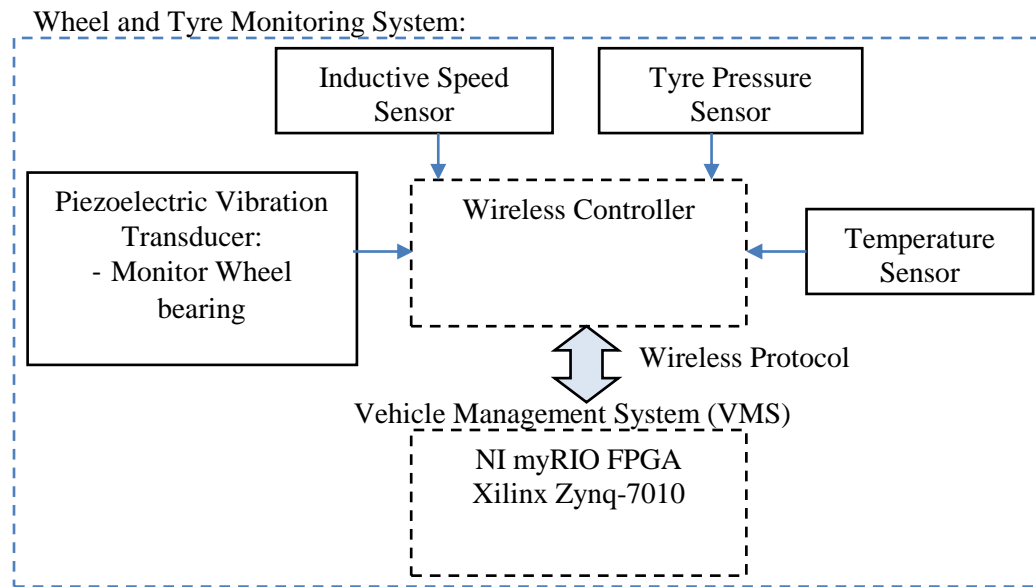 Wheel and Tyre Monitoring System:
Inductive Speed
Sensor
Tyre Pressure
Sensor
Piezoelectric Vibration
Transducer:
- Monitor Wheel
bearing
Wireless Controller
Temperature
Sensor
Wireless Protocol
Vehicle Management System (VMS)
NI myRIO FPGA
Xilinx Zynq-7010